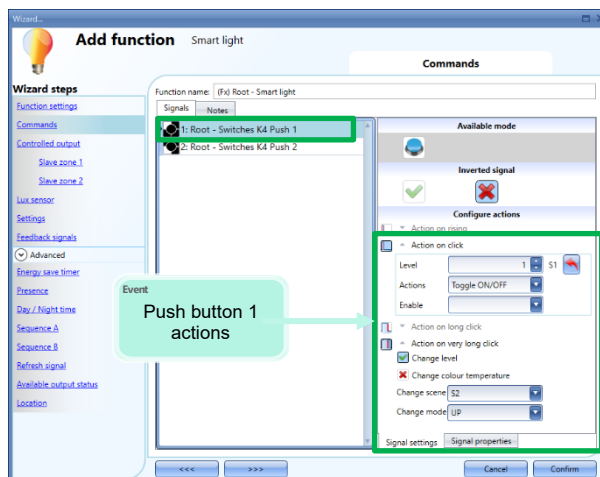 Wizard...
Add function Smart light
Commands
Wizard steps
Function settings
Commands
Controlled output
Slave zone 1
Slave zone 2
Lux sensor
Settings
Feedback signals
Advanced
Energy save timer
Presence
Day / Night time
Sequence A
Sequence B
Refresh signal
Available output status
Location
Function name: (Fx) Root - Smart light
Signals Notes
1: Root - Switches K4 Push 1
2: Root - Switches K4 Push 2
Event
Push button 1
actions
Available mode
Inverted signal
Configure actions
Action on rising
Action on click
Level 1 S1
Actions Toggle ON/OFF
Enable
Action on long click
Action on very long click
Change level
Change colour temperature
Change scene S2
Change mode UP
Signal settings Signal properties
<<< >>> Cancel Confirm